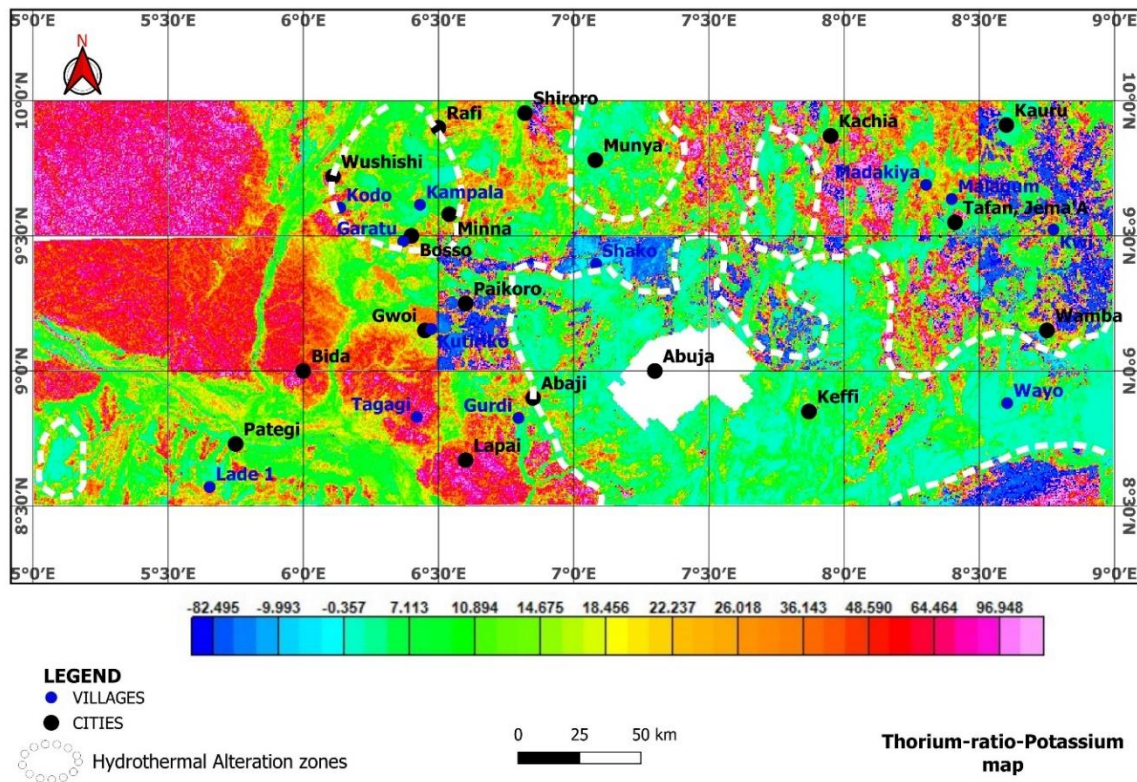 5°0'E 5°30'E 6°0'E 6°30'E 7°0'E 7°30'E 8°0'E 8°30'E 9°0'E
N
10°0'N 10°0'N
Shiroro
Rafi
Kauru
Kachia
Munya
Wushishi
Madakiya
Kodo Kampala
Malagum
Tafan, Jema'A
Minna
Garatu
Kwi
9°30'N 9°30'N
Bosso
Shako
Paikoro
Gwoi
Wamba
Kutiriko
Bida
Abuja
9°0'N 9°0'N
Abaji
Wayo
Tagagi Gurdi
Keffi
Pategi
Lapai
Lade 1
8°30'N 8°30'N
5°0'E 5°30'E 6°0'E 6°30'E 7°0'E 7°30'E 8°0'E 8°30'E 9°0'E
-82.495 -9.993 -0.357 7.113 10.894 14.675 18.456 22.237 26.018 36.143 48.590 64.464 96.948
LEGEND
VILLAGES
CITIES
Hydrothermal Alteration zones
0 25 50 km
Thorium-ratio-Potassium
map